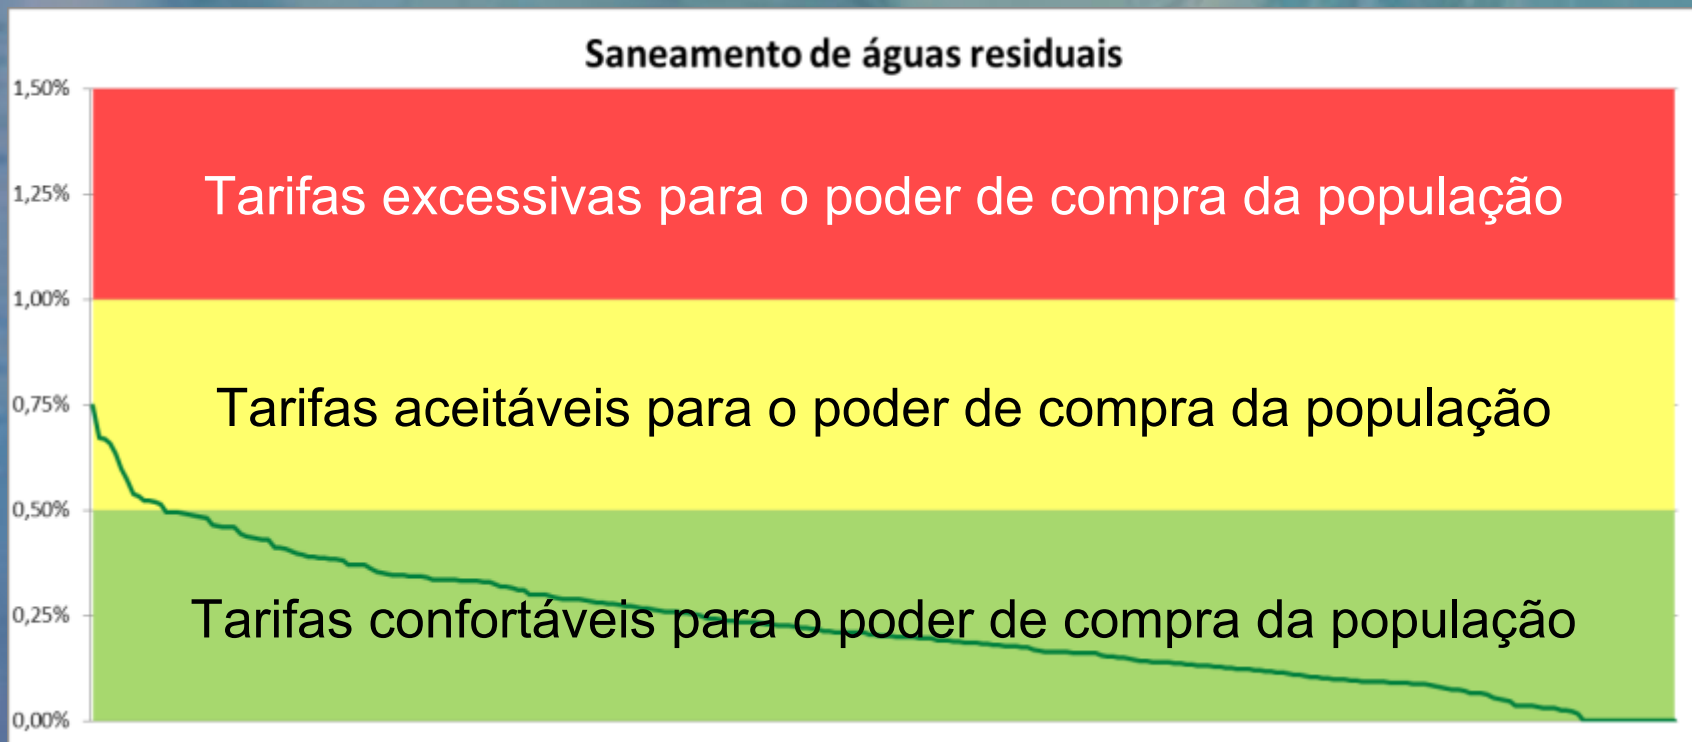 Saneamento de águas residuais
1,50%
Tarifas excessivas para o poder de compra da população
1,25%
1,00%
Tarifas aceitáveis para o poder de compra da população
0,75%
0,50%
Tarifas confortáveis para o poder de compra da população
0,25%
0,00%